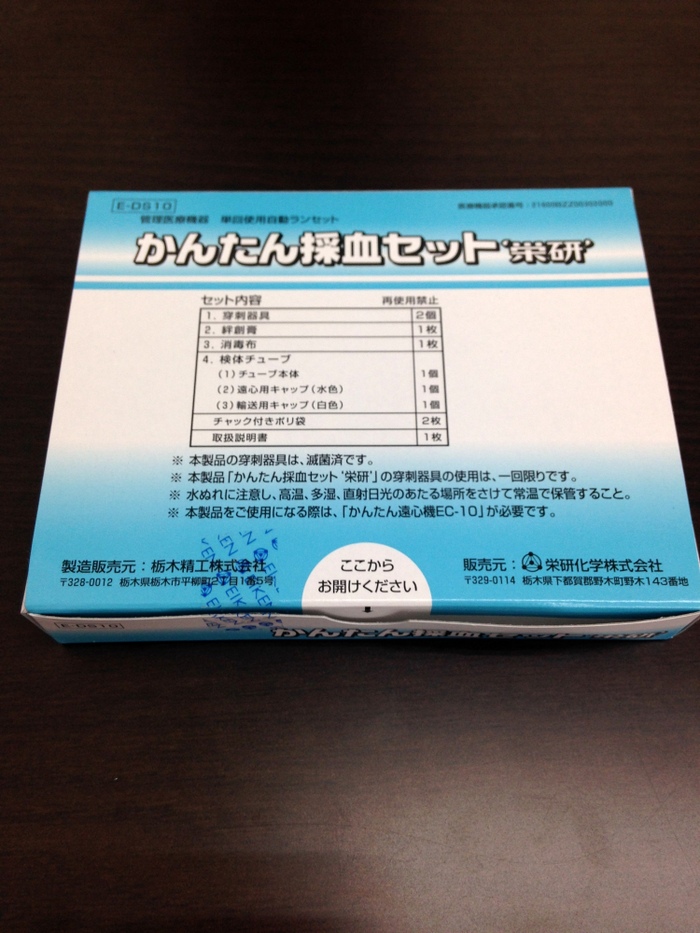 E-DS10
管理医療機器 単回使用自動ランセット
医療機器承認番号:
かんたん採血セット‘栄研’
セット内容 再使用禁止
1. 穿刺器具 2個
2. 絆創膏 1枚
3. 消毒布 1枚
4. 検体チューブ
(1)チューブ本体 1個
(2)遠心用キャップ(水色) 1個
(3)輸送用キャップ(白色) 1個
チャック付きポリ袋 2枚
取扱説明書 1枚
※ 本製品の穿刺器具は、滅菌済です。
※ 本製品「かんたん採血セット‘栄研’」の穿刺器具の使用は、一回限りです。
※ 水ぬれに注意し、高温、多湿、直射日光のあたる場所をさけて常温で保管すること。
※ 本製品をご使用になる際は、「かんたん遠心機EC-10」が必要です。
製造販売元:栃木精工株式会社
〒328-0012 栃木県栃木市平柳町2丁目1番5号
ここから
お開けください
販売元:栄研化学株式会社
〒329-0114 栃木県下都賀郡野木町野木143番地
E-DS10
かんたん採血セット‘栄研’